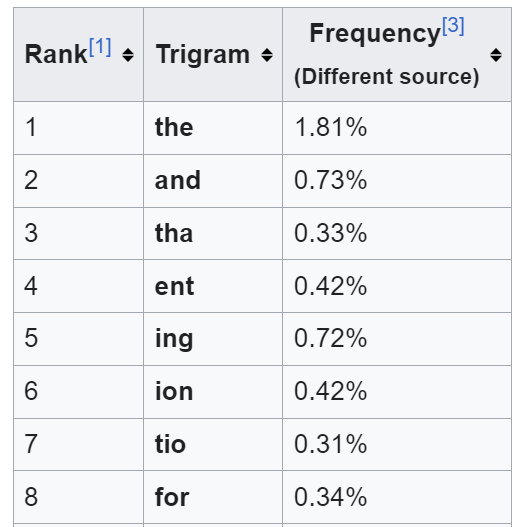 Rank[1] Trigram Frequency[3]
(Different source)
1 the 1.81%
2 and 0.73%
3 tha 0.33%
4 ent 0.42%
5 ing 0.72%
6 ion 0.42%
7 tio 0.31%
8 for 0.34%